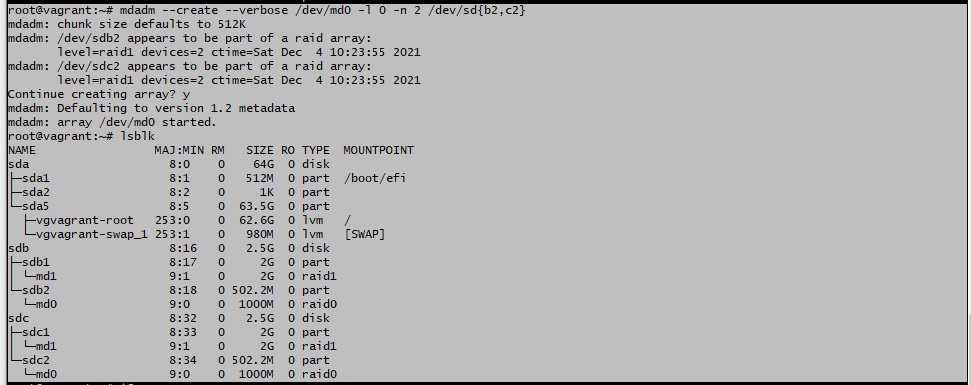 root@vagrant:~# mdadm --create --verbose /dev/md0 -l 0 -n 2 /dev/sd{b2,c2}
mdadm: chunk size defaults to 512K
mdadm: /dev/sdb2 appears to be part of a raid array:
       level=raid1 devices=2 ctime=Sat Dec  4 10:23:55 2021
mdadm: /dev/sdc2 appears to be part of a raid array:
       level=raid1 devices=2 ctime=Sat Dec  4 10:23:55 2021
Continue creating array? y
mdadm: Defaulting to version 1.2 metadata
mdadm: array /dev/md0 started.
root@vagrant:~# lsblk
NAME                 MAJ:MIN RM   SIZE RO TYPE  MOUNTPOINT
sda                    8:0    0    64G  0 disk
├─sda1                 8:1    0   512M  0 part  /boot/efi
├─sda2                 8:2    0     1K  0 part
└─sda5                 8:5    0  63.5G  0 part
  ├─vgvagrant-root   253:0    0  62.6G  0 lvm   /
  └─vgvagrant-swap_1 253:1    0   980M  0 lvm   [SWAP]
sdb                    8:16   0   2.5G  0 disk
├─sdb1                 8:17   0     2G  0 part
│ └─md1                9:1    0     2G  0 raid1
└─sdb2                 8:18   0 502.2M  0 part
  └─md0                9:0    0  1000M  0 raid0
sdc                    8:32   0   2.5G  0 disk
├─sdc1                 8:33   0     2G  0 part
│ └─md1                9:1    0     2G  0 raid1
└─sdc2                 8:34   0 502.2M  0 part
  └─md0                9:0    0  1000M  0 raid0